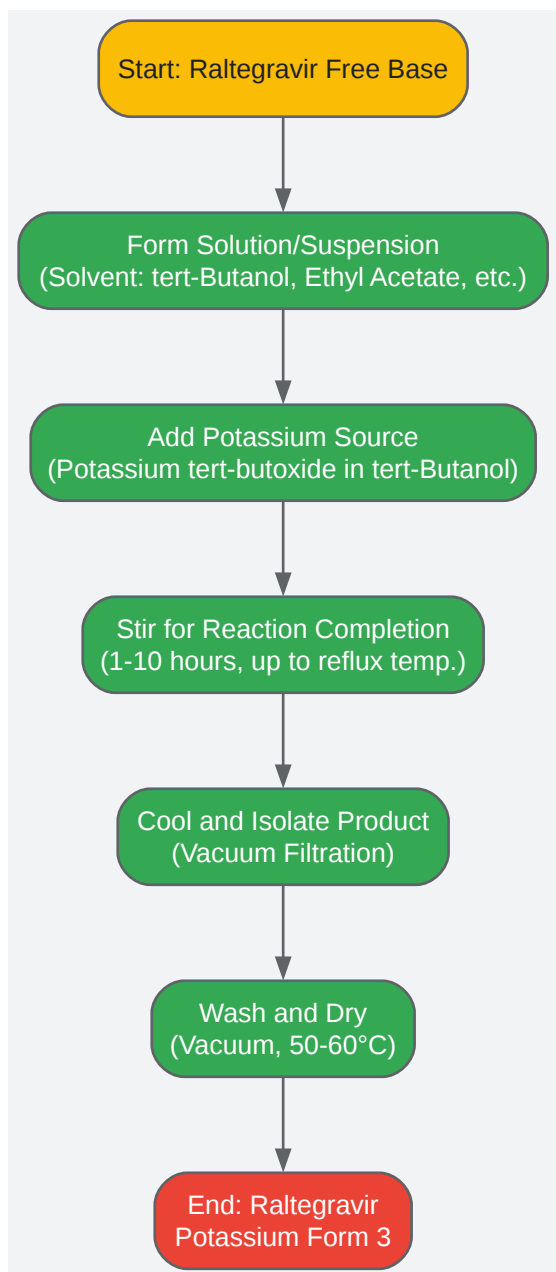 Start: Raltegravir Free Base
Form Solution/Suspension
(Solvent: tert-Butanol, Ethyl Acetate, etc.)
Add Potassium Source
(Potassium tert-butoxide in tert-Butanol)
Stir for Reaction Completion
(1-10 hours, up to reflux temp.)
Cool and Isolate Product
(Vacuum Filtration)
Wash and Dry
(Vacuum, 50-60°C)
End: Raltegravir
Potassium Form 3